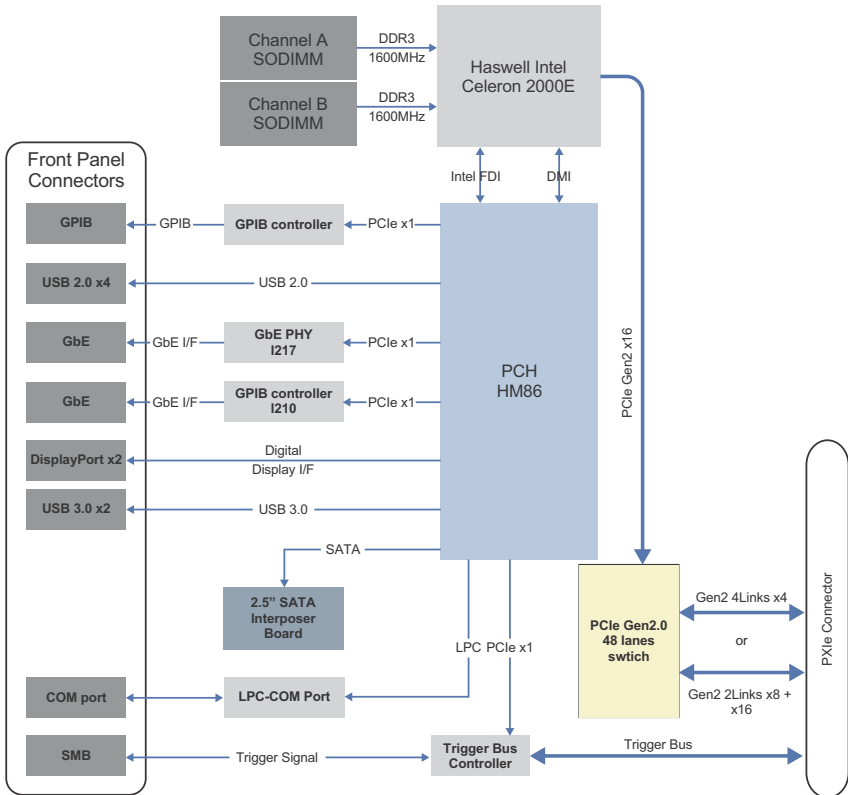 Channel A
SODIMM
DDR3
1600MHz
Haswell Intel
Celeron 2000E
Channel B
SODIMM
DDR3
1600MHz
Front Panel
Connectors
Intel FDI
DMI
GPIB
GPIB
GPIB controller
PCIe x1
USB 2.0 x4
USB 2.0
GbE
GbE I/F
GbE PHY
I217
PCIe x1
PCH
HM86
PCIe Gen2 x16
GbE
GbE I/F
GPIB controller
I210
PCIe x1
DisplayPort x2
Digital
Display I/F
USB 3.0 x2
USB 3.0
SATA
2.5” SATA
Interposer
Board
LPC
PCIe x1
PCIe Gen2.0
48 lanes
swtich
Gen2 4Links x4
or
Gen2 2Links x8 +
x16
PXIe Connector
COM port
LPC-COM Port
SMB
Trigger Signal
Trigger Bus
Controller
Trigger Bus